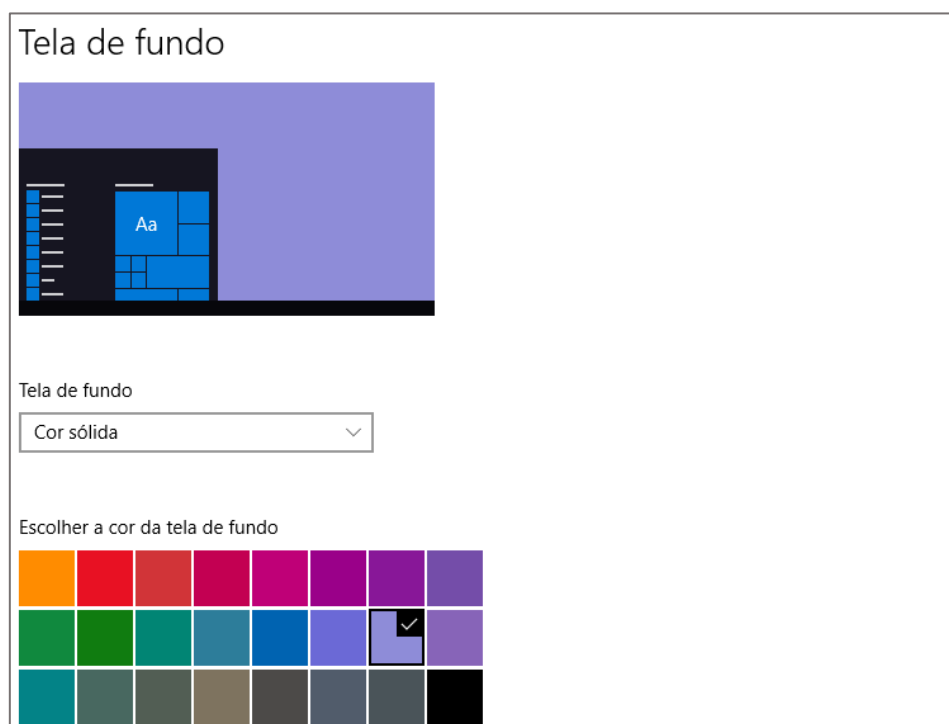 Tela de fundo
Aa
Tela de fundo
Cor sólida
Escolher a cor da tela de fundo